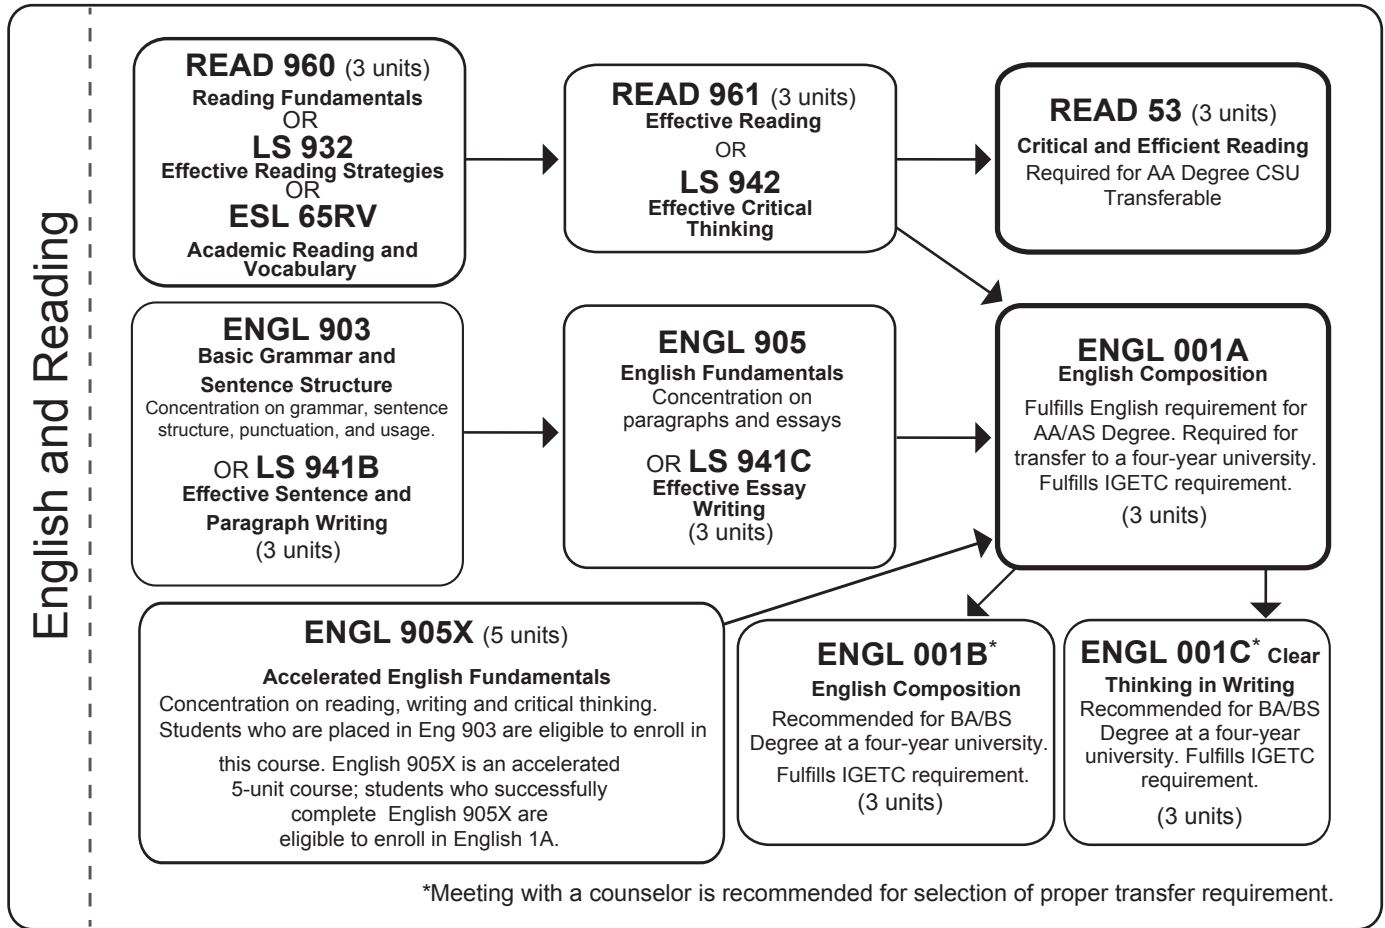 English and Reading
READ 960 (3 units)
Reading Fundamentals
OR
LS 932
Effective Reading Strategies
OR
ESL 65RV
Academic Reading and
Vocabulary
READ 961 (3 units)
Effective Reading
OR
LS 942
Effective Critical
Thinking
READ 53 (3 units)
Critical and Efficient Reading
Required for AA Degree CSU
Transferable
ENGL 903
Basic Grammar and
Sentence Structure
Concentration on grammar, sentence
structure, punctuation, and usage.
OR LS 941B
Effective Sentence and
Paragraph Writing
(3 units)
ENGL 905
English Fundamentals
Concentration on
paragraphs and essays
OR LS 941C
Effective Essay
Writing
(3 units)
ENGL 001A
English Composition
Fulfills English requirement for
AA/AS Degree. Required for
transfer to a four-year university.
Fulfills IGETC requirement.
(3 units)
ENGL 905X (5 units)
Accelerated English Fundamentals
Concentration on reading, writing and critical thinking.
Students who are placed in Eng 903 are eligible to enroll in
this course. English 905X is an accelerated
5-unit course; students who successfully
complete English 905X are
eligible to enroll in English 1A.
ENGL 001B*
English Composition
Recommended for BA/BS
Degree at a four-year university.
Fulfills IGETC requirement.
(3 units)
ENGL 001C* Clear
Thinking in Writing
Recommended for BA/BS
Degree at a four-year
university. Fulfills IGETC
requirement.
(3 units)
*Meeting with a counselor is recommended for selection of proper transfer requirement.